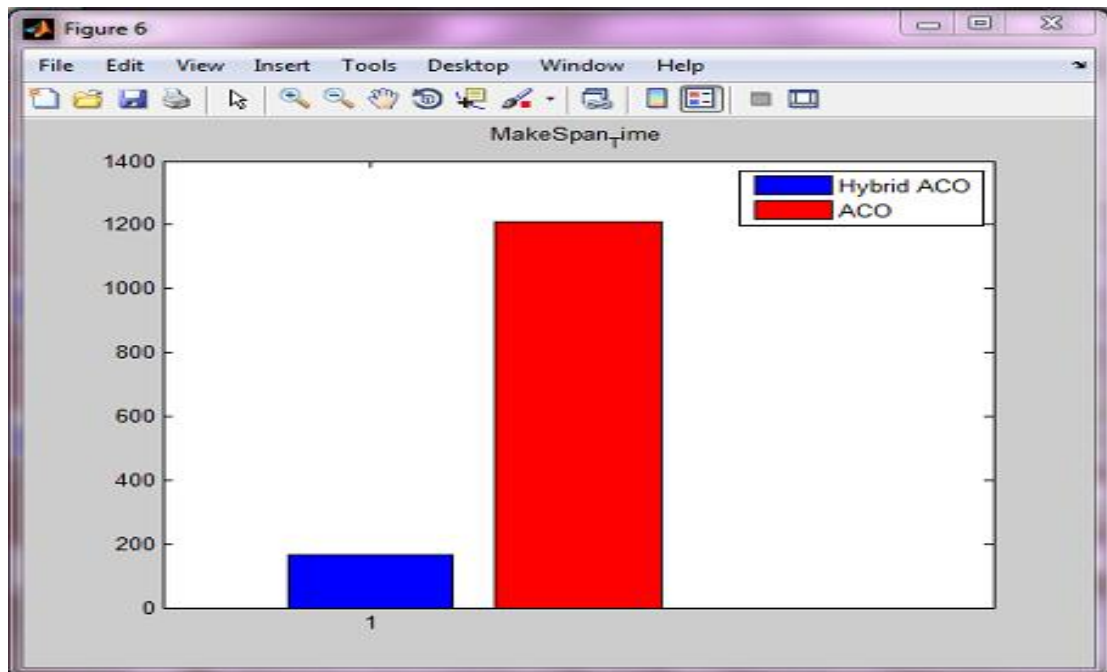 Figure 6
File Edit View Insert Tools Desktop Window Help
MakeSpan_Time
1400
1200
1000
800
600
400
200
0
1
Hybrid ACO
ACO